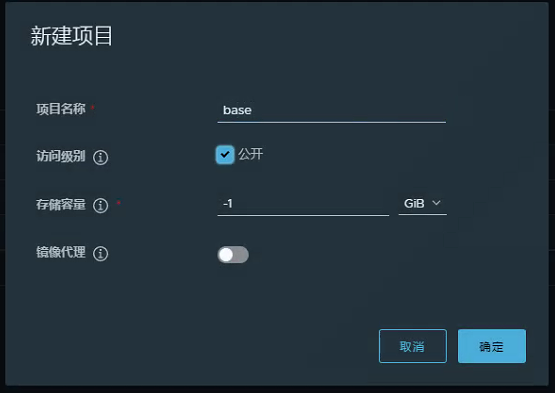 新建项目
项目名称 *
base
访问级别
公开
存储容量 *
-1 GiB
镜像代理
取消 确定